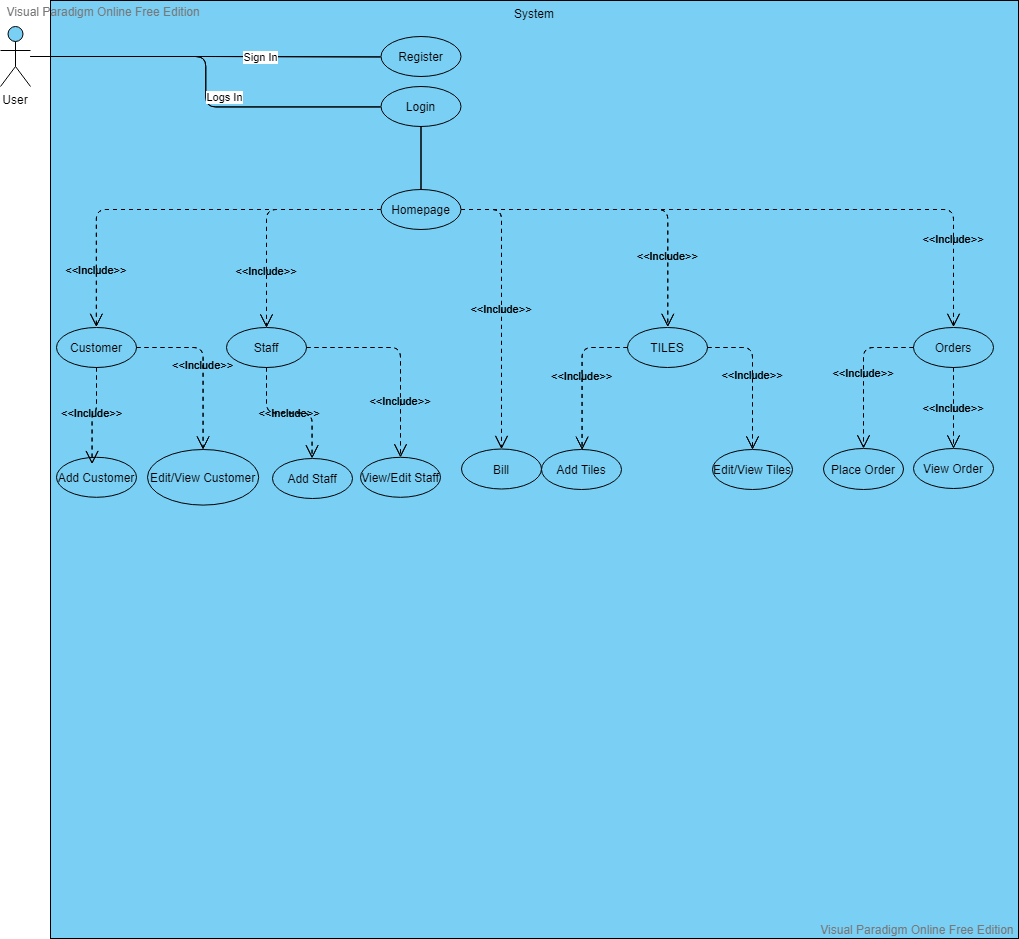 Visual Paradigm Online Free Edition
System
User
Sign In
Register
Logs In
Login
Homepage
<<Include>>
<<Include>>
<<Include>>
<<Include>>
<<Include>>
Customer
Staff
TILES
Orders
<<Include>>
<<Include>>
<<Include>>
<<Include>>
<<Include>>
<<Include>>
<<Include>>
<<Include>>
Add Customer
Edit/View Customer
Add Staff
View/Edit Staff
Bill
Add Tiles
Edit/View Tiles
Place Order
View Order
Visual Paradigm Online Free Edition